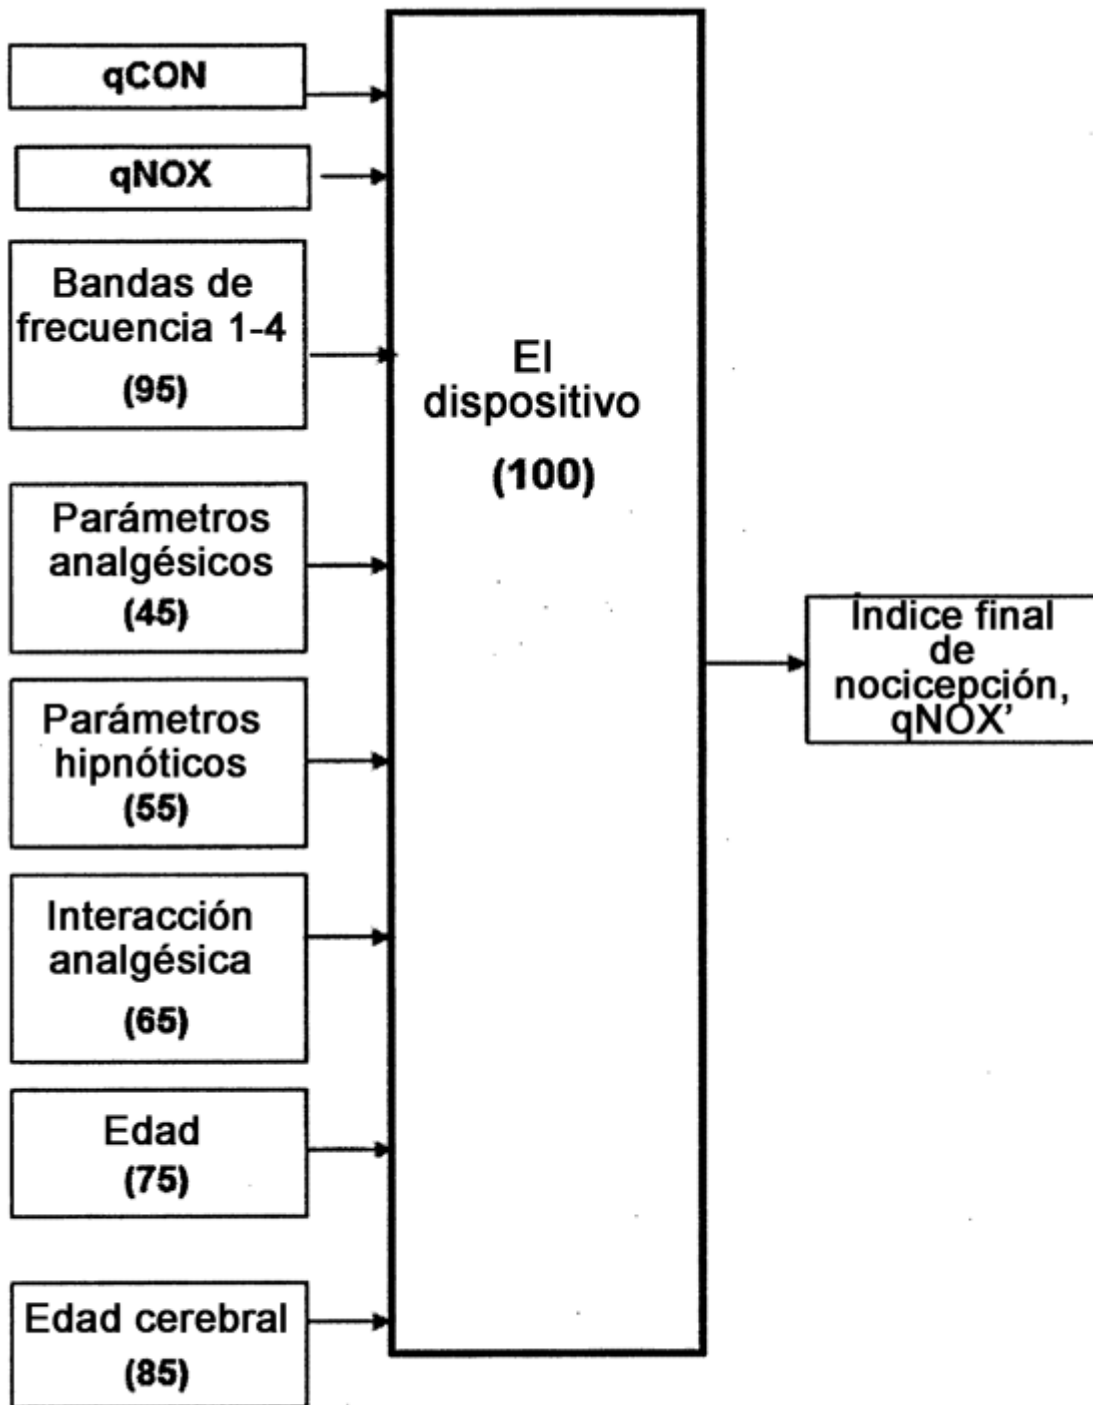 qCON
qNOX
Bandas de
frecuencia 1-4
(95)
Parámetros
analgésicos
(45)
Parámetros
hipnóticos
(55)
Interacción
analgésica
(65)
Edad
(75)
Edad cerebral
(85)
El
dispositivo
(100)
Índice final
de
nocicepción,
qNOX’